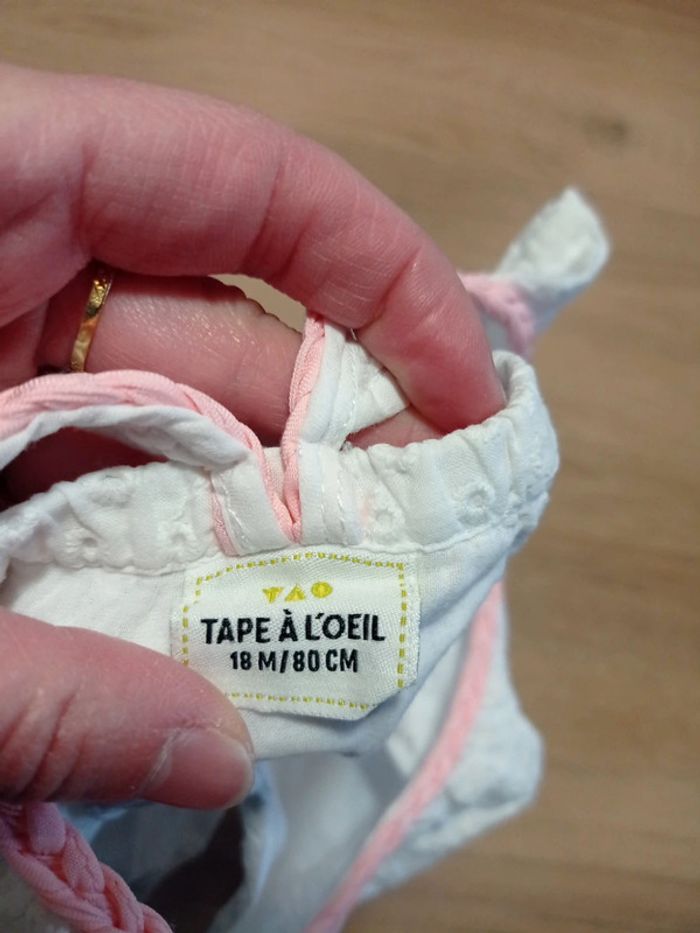 TAO
TAPE À L'OEIL
18 M/80 CM